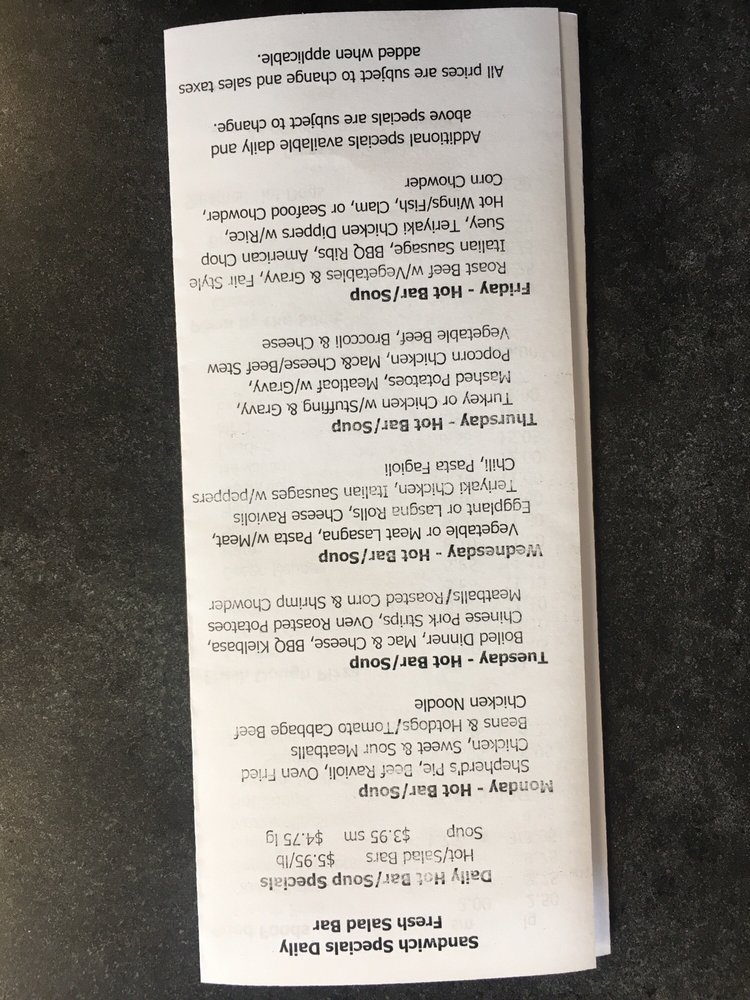 Sandwich Specials Daily
Fresh Salad Bar
Daily Hot Bar/Soup Specials
Hot/Salad Bars $5.95/lb
Soup $3.95 sm $4.75 lg
Monday - Hot Bar/Soup
Shepherd's Pie, Beef Ravioli, Oven Fried
Chicken, Sweet & Sour Meatballs
Beans & Hotdogs/Tomato Cabbage Beef
Chicken Noodle
Tuesday - Hot Bar/Soup
Boiled Dinner, Mac & Cheese, BBQ Kielbasa,
Chinese Pork Strips, Oven Roasted Potatoes
Meatballs/Roasted Corn & Shrimp Chowder
Wednesday - Hot Bar/Soup
Vegetable or Meat Lasagna, Pasta w/Meat,
Eggplant or Lasgna Rolls, Cheese Raviolis
Teriyaki Chicken, Italian Sausages w/peppers
Chili, Pasta Fagioli
Thursday - Hot Bar/Soup
Turkey or Chicken w/Stuffing & Gravy,
Mashed Potatoes, Meatloaf w/Gravy,
Popcorn Chicken, Mac& Cheese/Beef Stew
Vegetable Beef, Broccoli & Cheese
Friday - Hot Bar/Soup
Roast Beef w/Vegetables & Gravy, Fair Style
Italian Sausage, BBQ Ribs, American Chop
Suey, Teriyaki Chicken Dippers w/Rice,
Hot Wings/Fish, Clam, or Seafood Chowder,
Corn Chowder
Additional specials available daily and
above specials are subject to change.
All prices are subject to change and sales taxes
added when applicable.